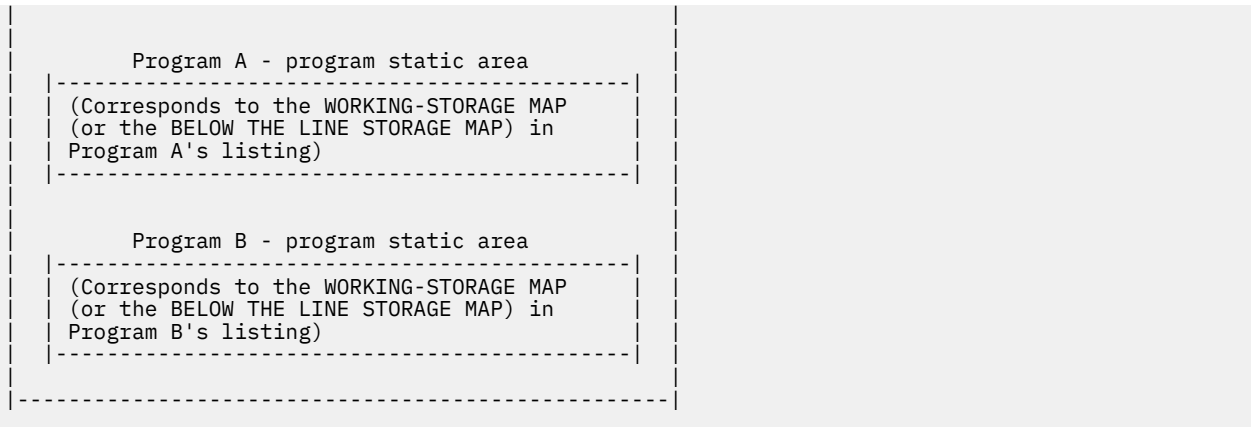 Program A - program static area
(Corresponds to the WORKING-STORAGE MAP
(or the BELOW THE LINE STORAGE MAP) in
Program A's listing)
Program B - program static area
(Corresponds to the WORKING-STORAGE MAP
(or the BELOW THE LINE STORAGE MAP) in
Program B's listing)